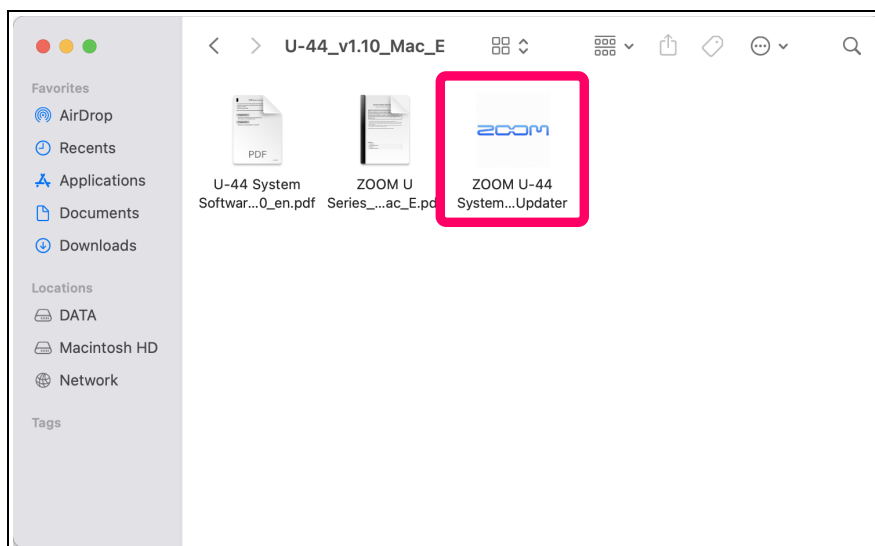 U-44_v1.10_Mac_E
Favorites
AirDrop
Recents
Applications
Documents
Downloads
Locations
DATA
Macintosh HD
Network
Tags
PDF
U-44 System
Softwar...0_en.pdf
ZOOM U
Series_...ac_E.pd
ZOOM
ZOOM U-44
System...Updater